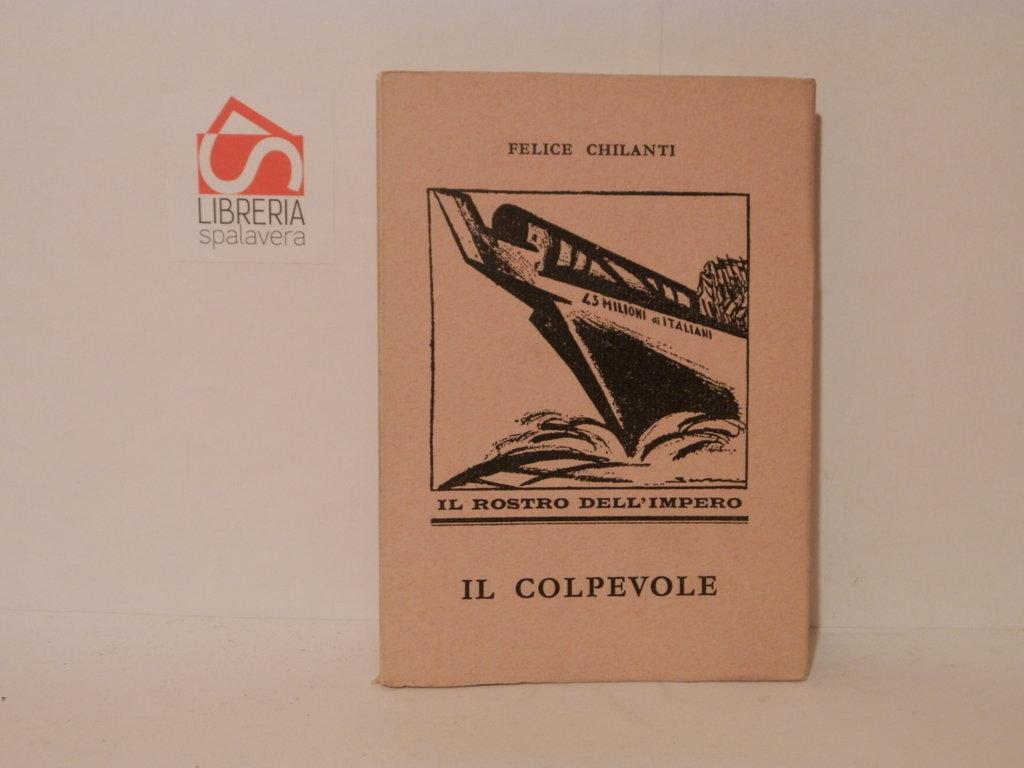 LIBRERIA
spalavera
FELICE CHILANTI
43 MILIONI di ITALIANI
IL ROSTRO DELL'IMPERO
IL COLPEVOLE